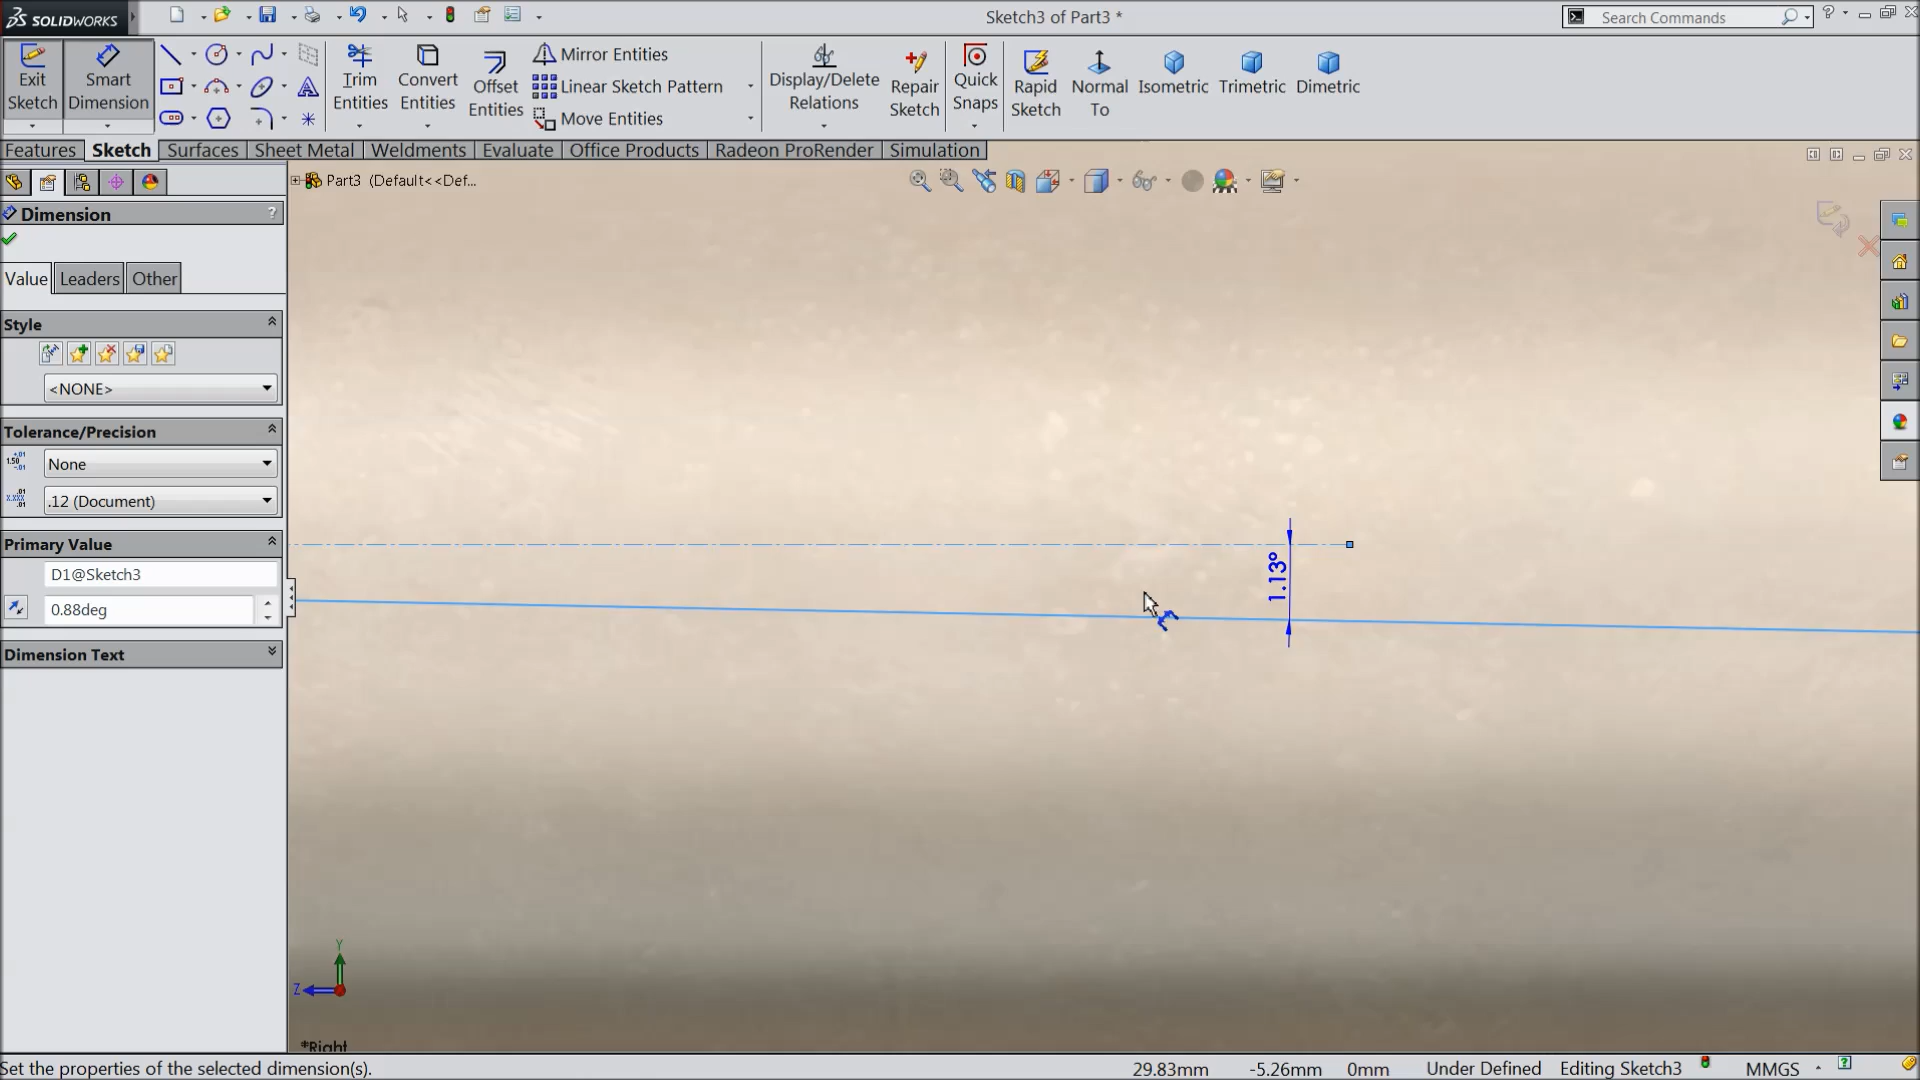 SOLIDWORKS
Sketch3 of Part3 *
Search Commands
?
Exit Sketch
Smart Dimension
Trim Entities
Convert Entities
Offset Entities
Mirror Entities
Linear Sketch Pattern
Move Entities
Display/Delete Relations
Repair Sketch
Quick Snaps
Rapid Sketch
Normal To
Isometric
Trimetric
Dimetric
Features
Sketch
Surfaces
Sheet Metal
Weldments
Evaluate
Office Products
Radeon ProRender
Simulation
Part3 (Default<<Def...
Dimension
?
Value
Leaders
Other
Style
<NONE>
Tolerance/Precision
None
.12 (Document)
Primary Value
D1@Sketch3
0.88deg
Dimension Text
1.13°
Y
Z
*Right
Set the properties of the selected dimension(s).
29.83mm
-5.26mm
0mm
Under Defined
Editing Sketch3
MMGS